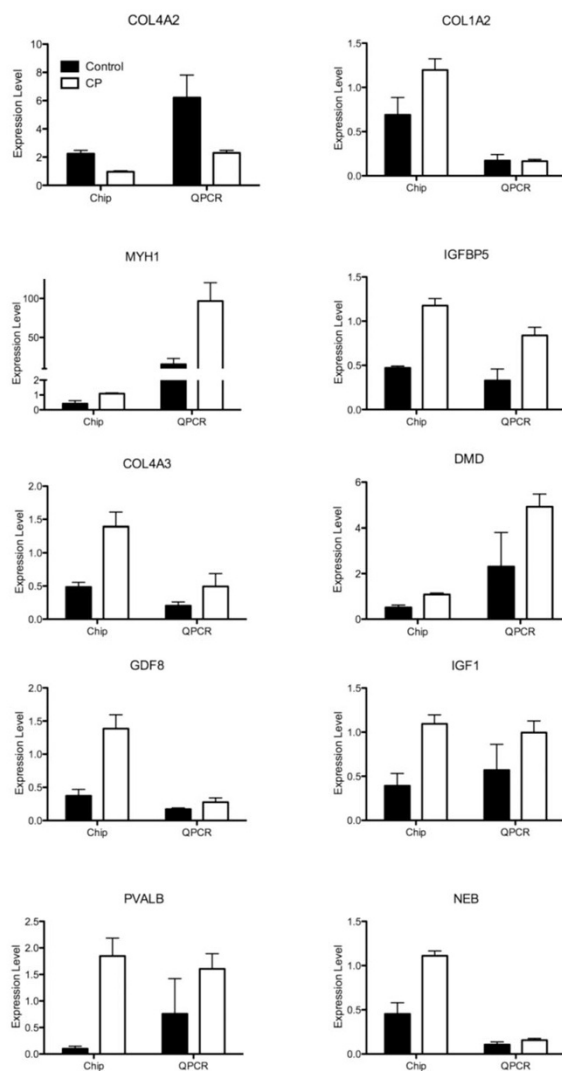 COL4A2
Expression Level
10
8
6
4
2
0
Control
CP
Chip
QPCR
COL1A2
Expression Level
1.5
1.0
0.5
0.0
Chip
QPCR
MYH1
Expression Level
100
50
2
1
0
Chip
QPCR
IGFBP5
Expression Level
1.5
1.0
0.5
0.0
Chip
QPCR
COL4A3
Expression Level
2.0
1.5
1.0
0.5
0.0
Chip
QPCR
DMD
Expression Level
6
4
2
0
Chip
QPCR
GDF8
Expression Level
2.0
1.5
1.0
0.5
0.0
Chip
QPCR
IGF1
Expression Level
1.5
1.0
0.5
0.0
Chip
QPCR
PVALB
Expression Level
2.5
2.0
1.5
1.0
0.5
0.0
Chip
QPCR
NEB
Expression Level
1.5
1.0
0.5
0.0
Chip
QPCR